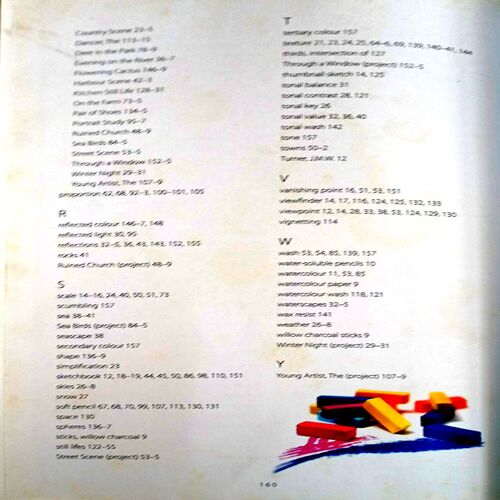 Country Scene 23-5
Dancer, The 113-15
Deer in the Park 78-9
Evening on the River 36-7
Flowering Cactus 146-9
Harbour Scene 42-3
Kitchen Still Life 128-31
On the Farm 73-5
Pair of Shoes 134-5
Portrait Study 95-7
Ruined Church 48-9
Sea Birds 84-5
Street Scene 53-5
Through a Window 152-5
Winter Night 29-31
Young Artist, The 107-9
proportion 62, 68, 92-3, 100-101, 105
R
reflected colour 146-7, 148
reflected light 30, 95
reflections 32-5, 36, 43, 143, 152, 155
rocks 41
Ruined Church (project) 48-9
S
scale 14-16, 24, 40, 50, 51, 73
scumbling 157
sea 38-41
Sea Birds (project) 84-5
seascape 38
secondary colour 157
shape 136-9
simplification 23
sketchbook 12, 18-19, 44, 45, 50, 86, 98, 110, 151
skies 26-8
snow 27
soft pencil 67, 68, 70, 99, 107, 113, 130, 131
space 130
spheres 136-7
sticks, willow charcoal 9
still lifes 122-55
Street Scene (project) 53-5
T
tertiary colour 157
texture 21, 23, 24, 25, 64-6, 69, 139, 140-41, 144
thirds, intersection of 127
Through a Window (project) 152-5
thumbnail sketch 14, 125
tonal balance 31
tonal contrast 28, 121
tonal key 26
tonal value 32, 36, 40
tonal wash 142
tone 157
towns 50-2
Turner, J.M.W. 12
V
vanishing point 16, 51, 53, 151
viewfinder 14, 17, 116, 124, 125, 132, 133
viewpoint 12, 14, 28, 33, 38, 53, 124, 129, 130
vignetting 114
W
wash 53, 54, 85, 139, 157
water-soluble pencils 10
watercolour 11, 53, 85
watercolour paper 9
watercolour wash 118, 121
waterscapes 32-5
wax resist 141
weather 26-8
willow charcoal sticks 9
Winter Night (project) 29-31
Y
Young Artist, The (project) 107-9
160